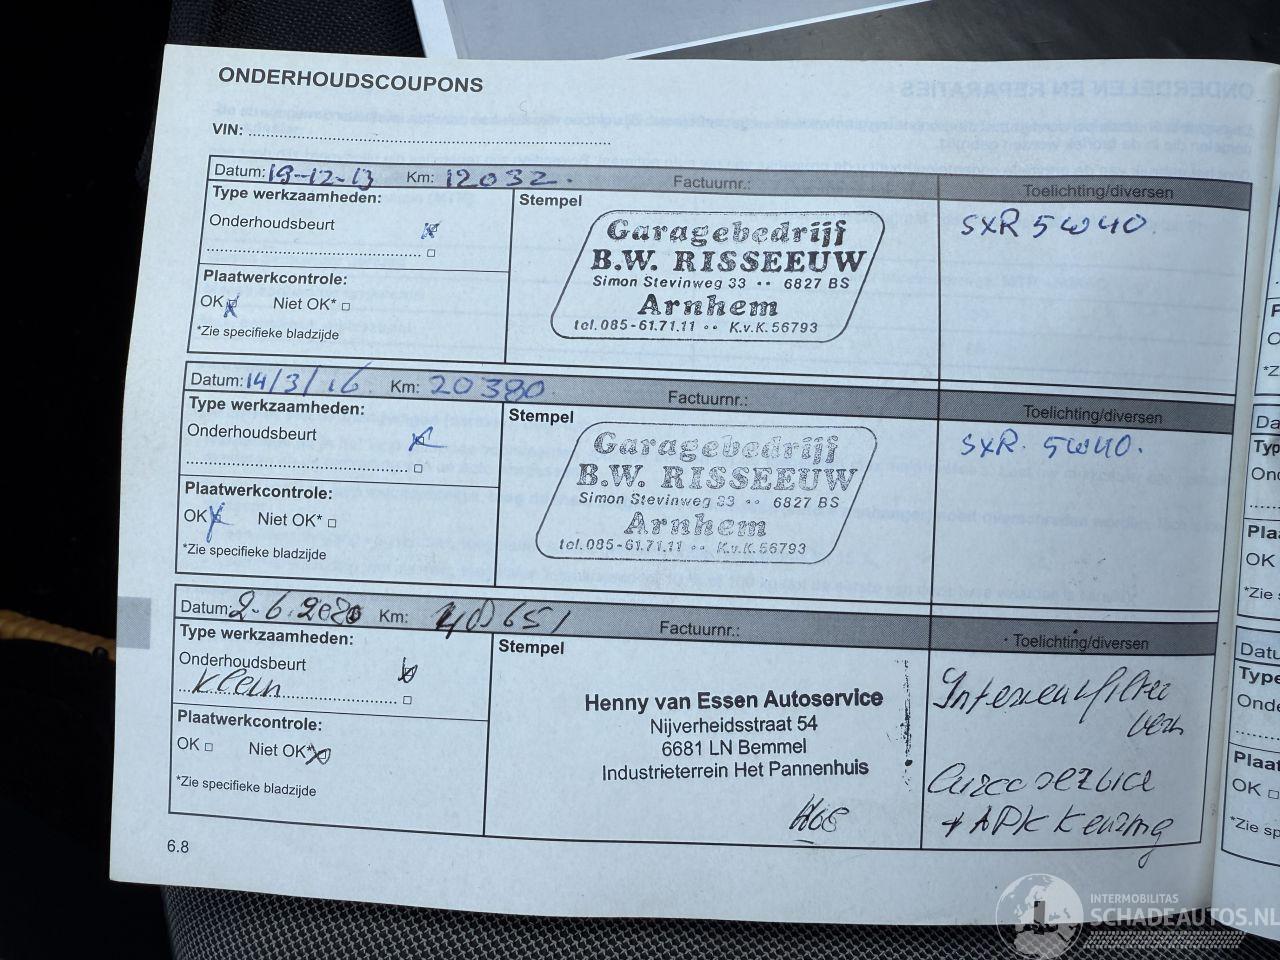 ONDERHOUDSCOUPONS
VIN:
Datum: 19-12-13 Km: 12032. Factuurnr.: Toelichting/diversen
Type werkzaamheden:
Onderhoudsbeurt
Plaatwerkcontrole:
OK Niet OK*
*Zie specifieke bladzijde
Stempel
Garagebedrijf
B.W. RISSEEUW
Simon Stevinweg 33 •• 6827 BS
Arnhem
tel. 085-61.71.11 •• K.v.K. 56793
SXR 5W40
Datum: 14/3/16. Km: 20380 Factuurnr.: Toelichting/diversen
Type werkzaamheden:
Onderhoudsbeurt
Plaatwerkcontrole:
OK Niet OK*
*Zie specifieke bladzijde
Stempel
Garagebedrijf
B.W. RISSEEUW
Simon Stevinweg 33 •• 6827 BS
Arnhem
tel. 085-61.71.11 •• K.v.K. 56793
SXR. 5W40.
Datum: 2-6.2020 Km: Factuurnr.: Toelichting/diversen
Type werkzaamheden:
Onderhoudsbeurt
Klein
Plaatwerkcontrole:
OK Niet OK*
*Zie specifieke bladzijde
Stempel
Henny van Essen Autoservice
Nijverheidsstraat 54
6681 LN Bemmel
Industrieterrein Het Pannenhuis
service
+ APK Keuring
6.8
INTERMOBILITAS
SCHADEAUTOS.NL